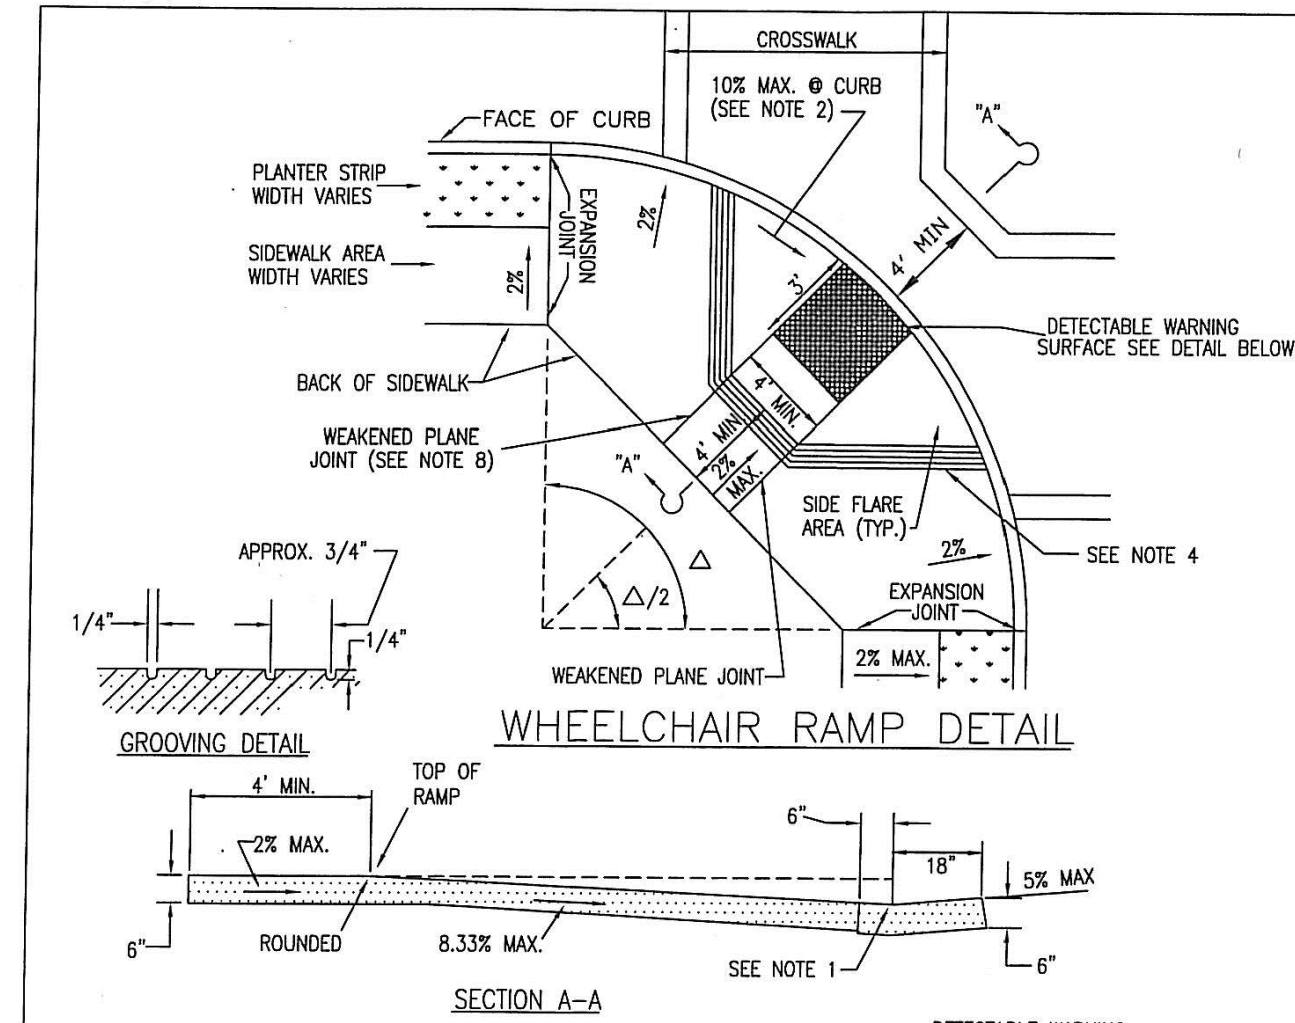 CROSSWALK
10% MAX. @ CURB
(SEE NOTE 2)
"A"
FACE OF CURB
PLANTER STRIP
WIDTH VARIES
EXPANSION
JOINT
2%
4' MIN
SIDEWALK AREA
WIDTH VARIES
2%
3'
DETECTABLE WARNING
SURFACE SEE DETAIL BELOW
BACK OF SIDEWALK
4' MIN.
WEAKENED PLANE
JOINT (SEE NOTE 8)
4' MIN.
2%
MAX.
"A"
SIDE FLARE
AREA (TYP.)
SEE NOTE 4
2%
△
△/2
EXPANSION
JOINT
2% MAX.
WEAKENED PLANE JOINT
APPROX. 3/4"
1/4"
1/4"
GROOVING DETAIL
WHEELCHAIR RAMP DETAIL
4' MIN.
TOP OF
RAMP
2% MAX.
6"
18"
5% MAX
6"
ROUNDED
8.33% MAX.
SEE NOTE 1
6"
SECTION A-A
DETECTABLE WARNING